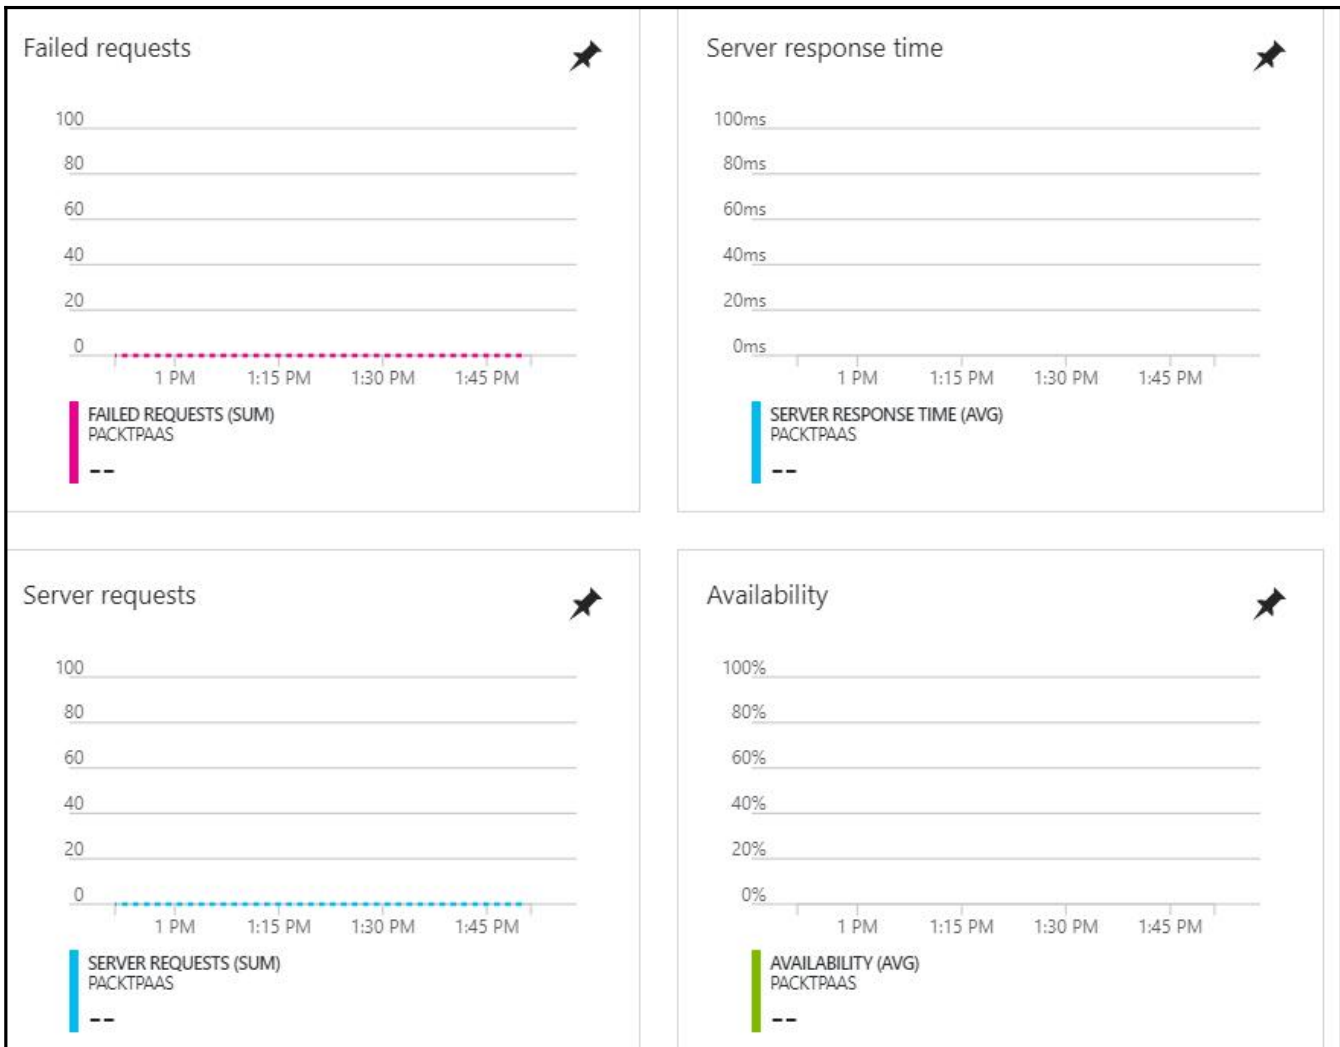 Failed requests
100
80
60
40
20
0
1 PM 1:15 PM 1:30 PM 1:45 PM
FAILED REQUESTS (SUM)
PACKTPAAS
--
Server response time
100ms
80ms
60ms
40ms
20ms
0ms
1 PM 1:15 PM 1:30 PM 1:45 PM
SERVER RESPONSE TIME (AVG)
PACKTPAAS
--
Server requests
100
80
60
40
20
0
1 PM 1:15 PM 1:30 PM 1:45 PM
SERVER REQUESTS (SUM)
PACKTPAAS
--
Availability
100%
80%
60%
40%
20%
0%
1 PM 1:15 PM 1:30 PM 1:45 PM
AVAILABILITY (AVG)
PACKTPAAS
--